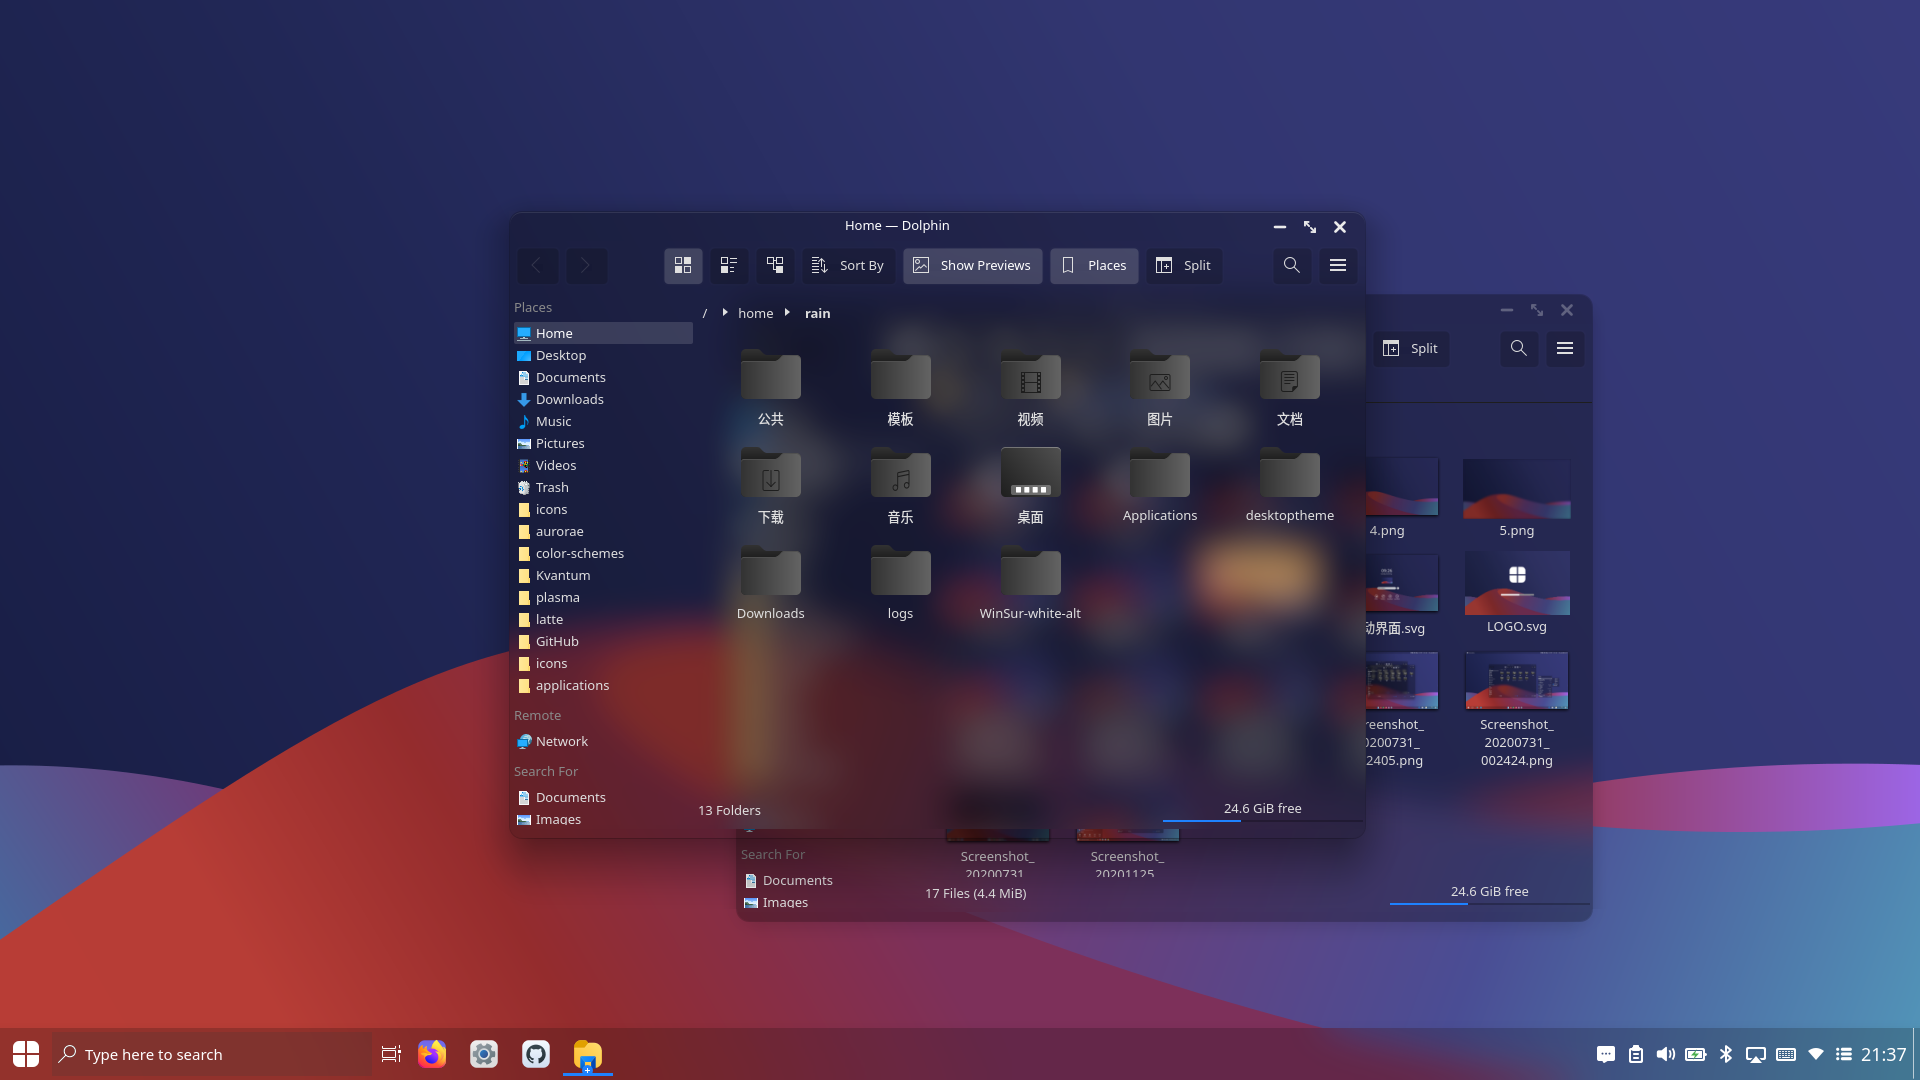 Home — Dolphin
Sort By
Show Previews
Places
Split
Places
Home
Desktop
Documents
Downloads
Music
Pictures
Videos
Trash
icons
aurorae
color-schemes
Kvantum
plasma
latte
GitHub
icons
applications
Remote
Network
Search For
Documents
Images
/ home rain
公共 模板 视频 图片 文档
下载 音乐 桌面 Applications desktoptheme
Downloads logs WinSur-white-alt
13 Folders
24.6 GiB free
Split
4.png
5.png
动界面.svg
LOGO.svg
reenshot_
0200731_
2405.png
Screenshot_
20200731_
002424.png
Search For
Documents
Images
Screenshot_
20200731
Screenshot_
20201125
17 Files (4.4 MiB)
24.6 GiB free
Type here to search
21:37